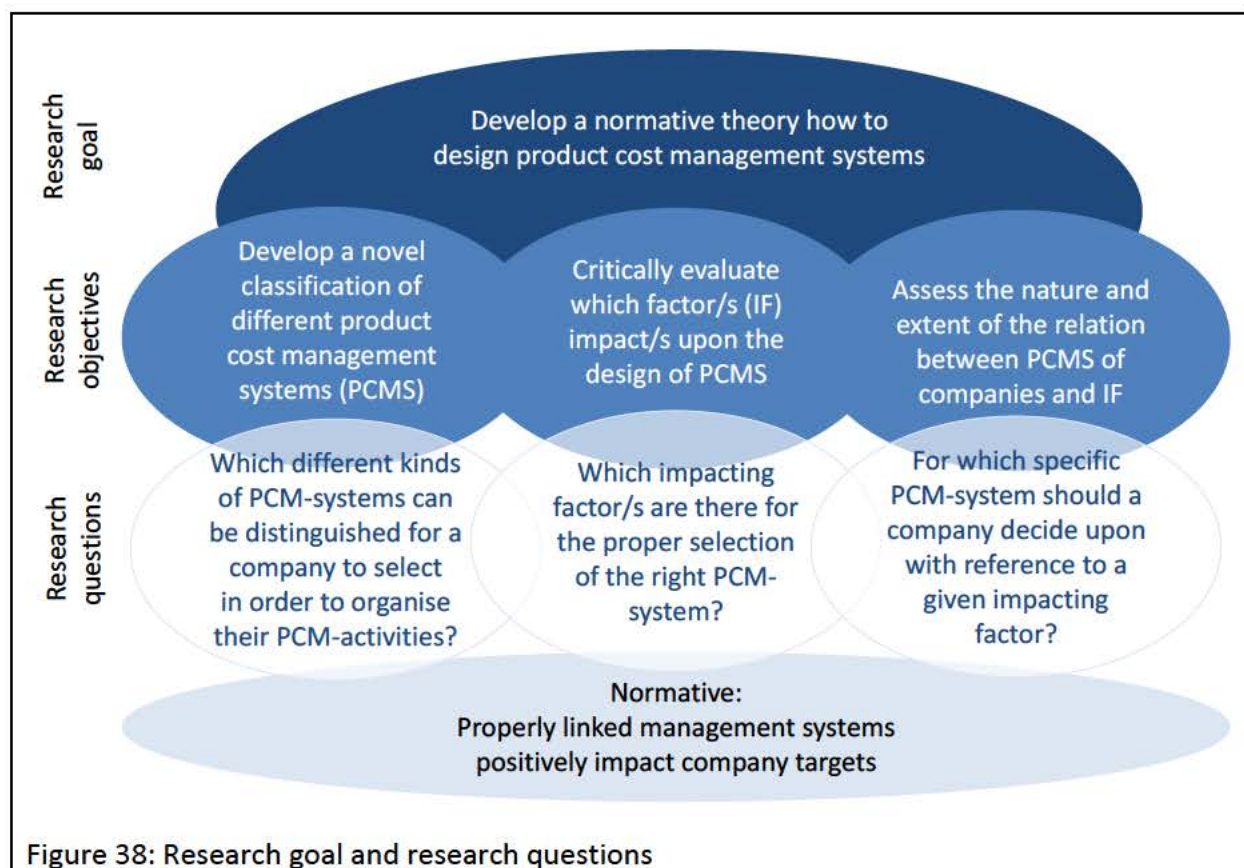 Research
goal
Develop a normative theory how to
design product cost management systems
Research
objectives
Develop a novel
classification of
different product
cost management
systems (PCMS)
Critically evaluate
which factor/s (IF)
impact/s upon the
design of PCMS
Assess the nature and
extent of the relation
between PCMS of
companies and IF
Research
questions
Which different kinds
of PCM-systems can
be distinguished for a
company to select
in order to organise
their PCM-activities?
Which impacting
factor/s are there for
the proper selection
of the right PCM-
system?
For which specific
PCM-system should a
company decide upon
with reference to a
given impacting
factor?
Normative:
Properly linked management systems
positively impact company targets
Figure 38: Research goal and research questions